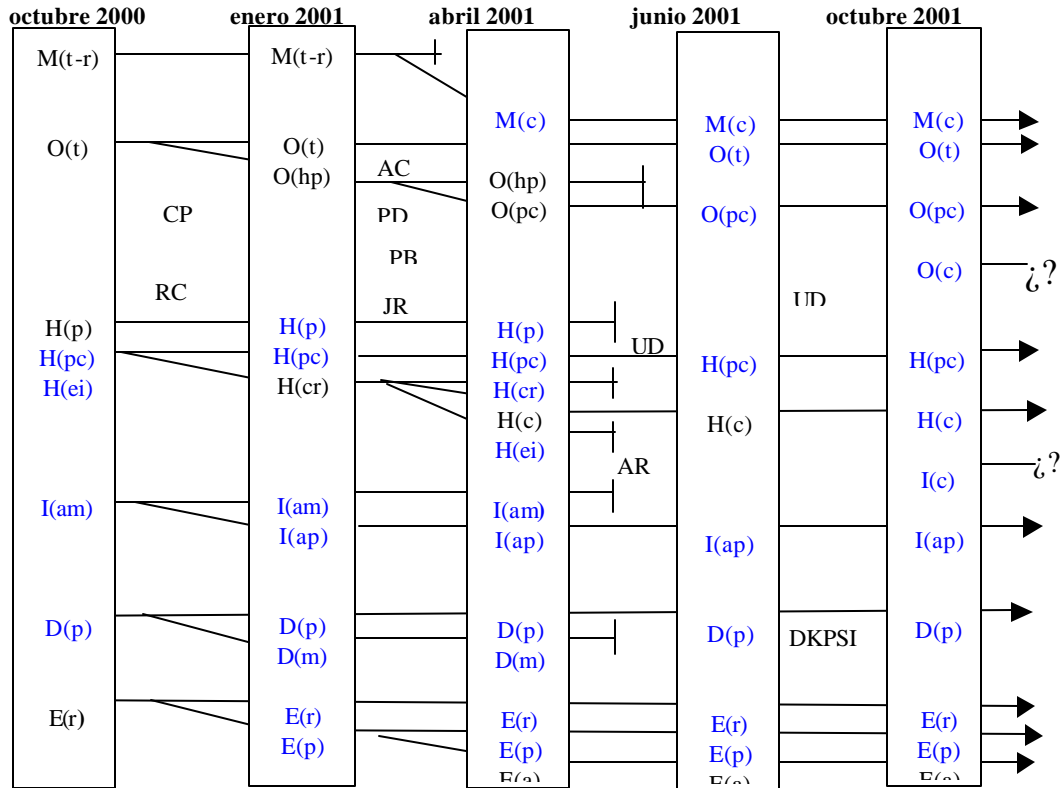 octubre 2000
enero 2001
abril 2001
junio 2001
octubre 2001
M(t-r)
O(t)
H(p)
H(pc)
H(ei)
I(am)
D(p)
E(r)
CP
RC
M(t-r)
O(t)
O(hp)
H(p)
H(pc)
H(cr)
I(am)
I(ap)
D(p)
D(m)
E(r)
E(p)
AC
PD
PB
JR
M(c)
O(hp)
O(pc)
H(p)
H(pc)
H(cr)
H(c)
H(ei)
I(am)
I(ap)
D(p)
D(m)
E(r)
E(p)
E(a)
UD
AR
M(c)
O(t)
O(pc)
H(pc)
H(c)
I(ap)
D(p)
E(r)
E(p)
E(a)
UD
DKPSI
M(c)
O(t)
O(pc)
O(c)
H(pc)
H(c)
I(c)
I(ap)
D(p)
E(r)
E(p)
E(a)
¿?
¿?